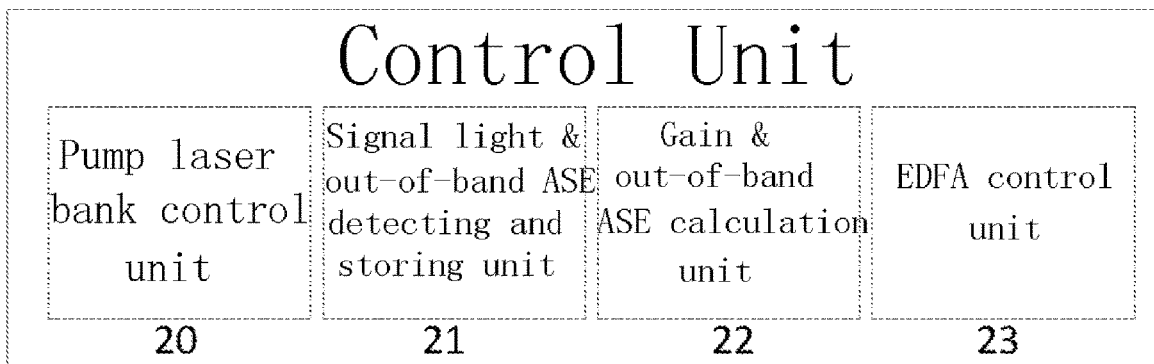 Control Unit
Pump laser
bank control
unit
Signal light &
out-of-band ASE
detecting and
storing unit
Gain &
out-of-band
ASE calculation
unit
EDFA control
unit
20
21
22
23